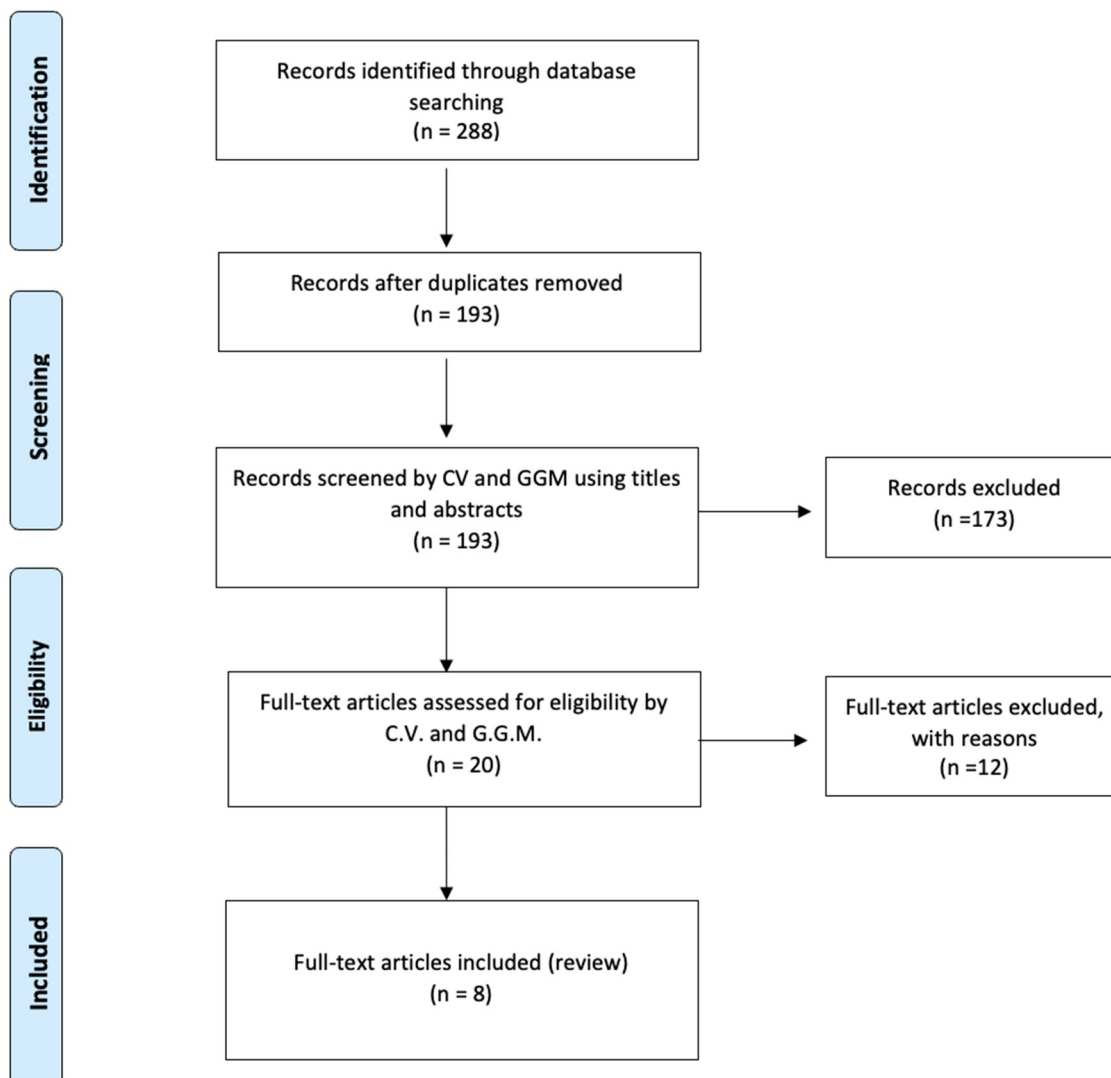 Identification
Records identified through database
searching
(n = 288)
Records after duplicates removed
(n = 193)
Screening
Records screened by CV and GGM using titles
and abstracts
(n = 193)
Records excluded
(n =173)
Eligibility
Full-text articles assessed for eligibility by
C.V. and G.G.M.
(n = 20)
Full-text articles excluded,
with reasons
(n =12)
Included
Full-text articles included (review)
(n = 8)